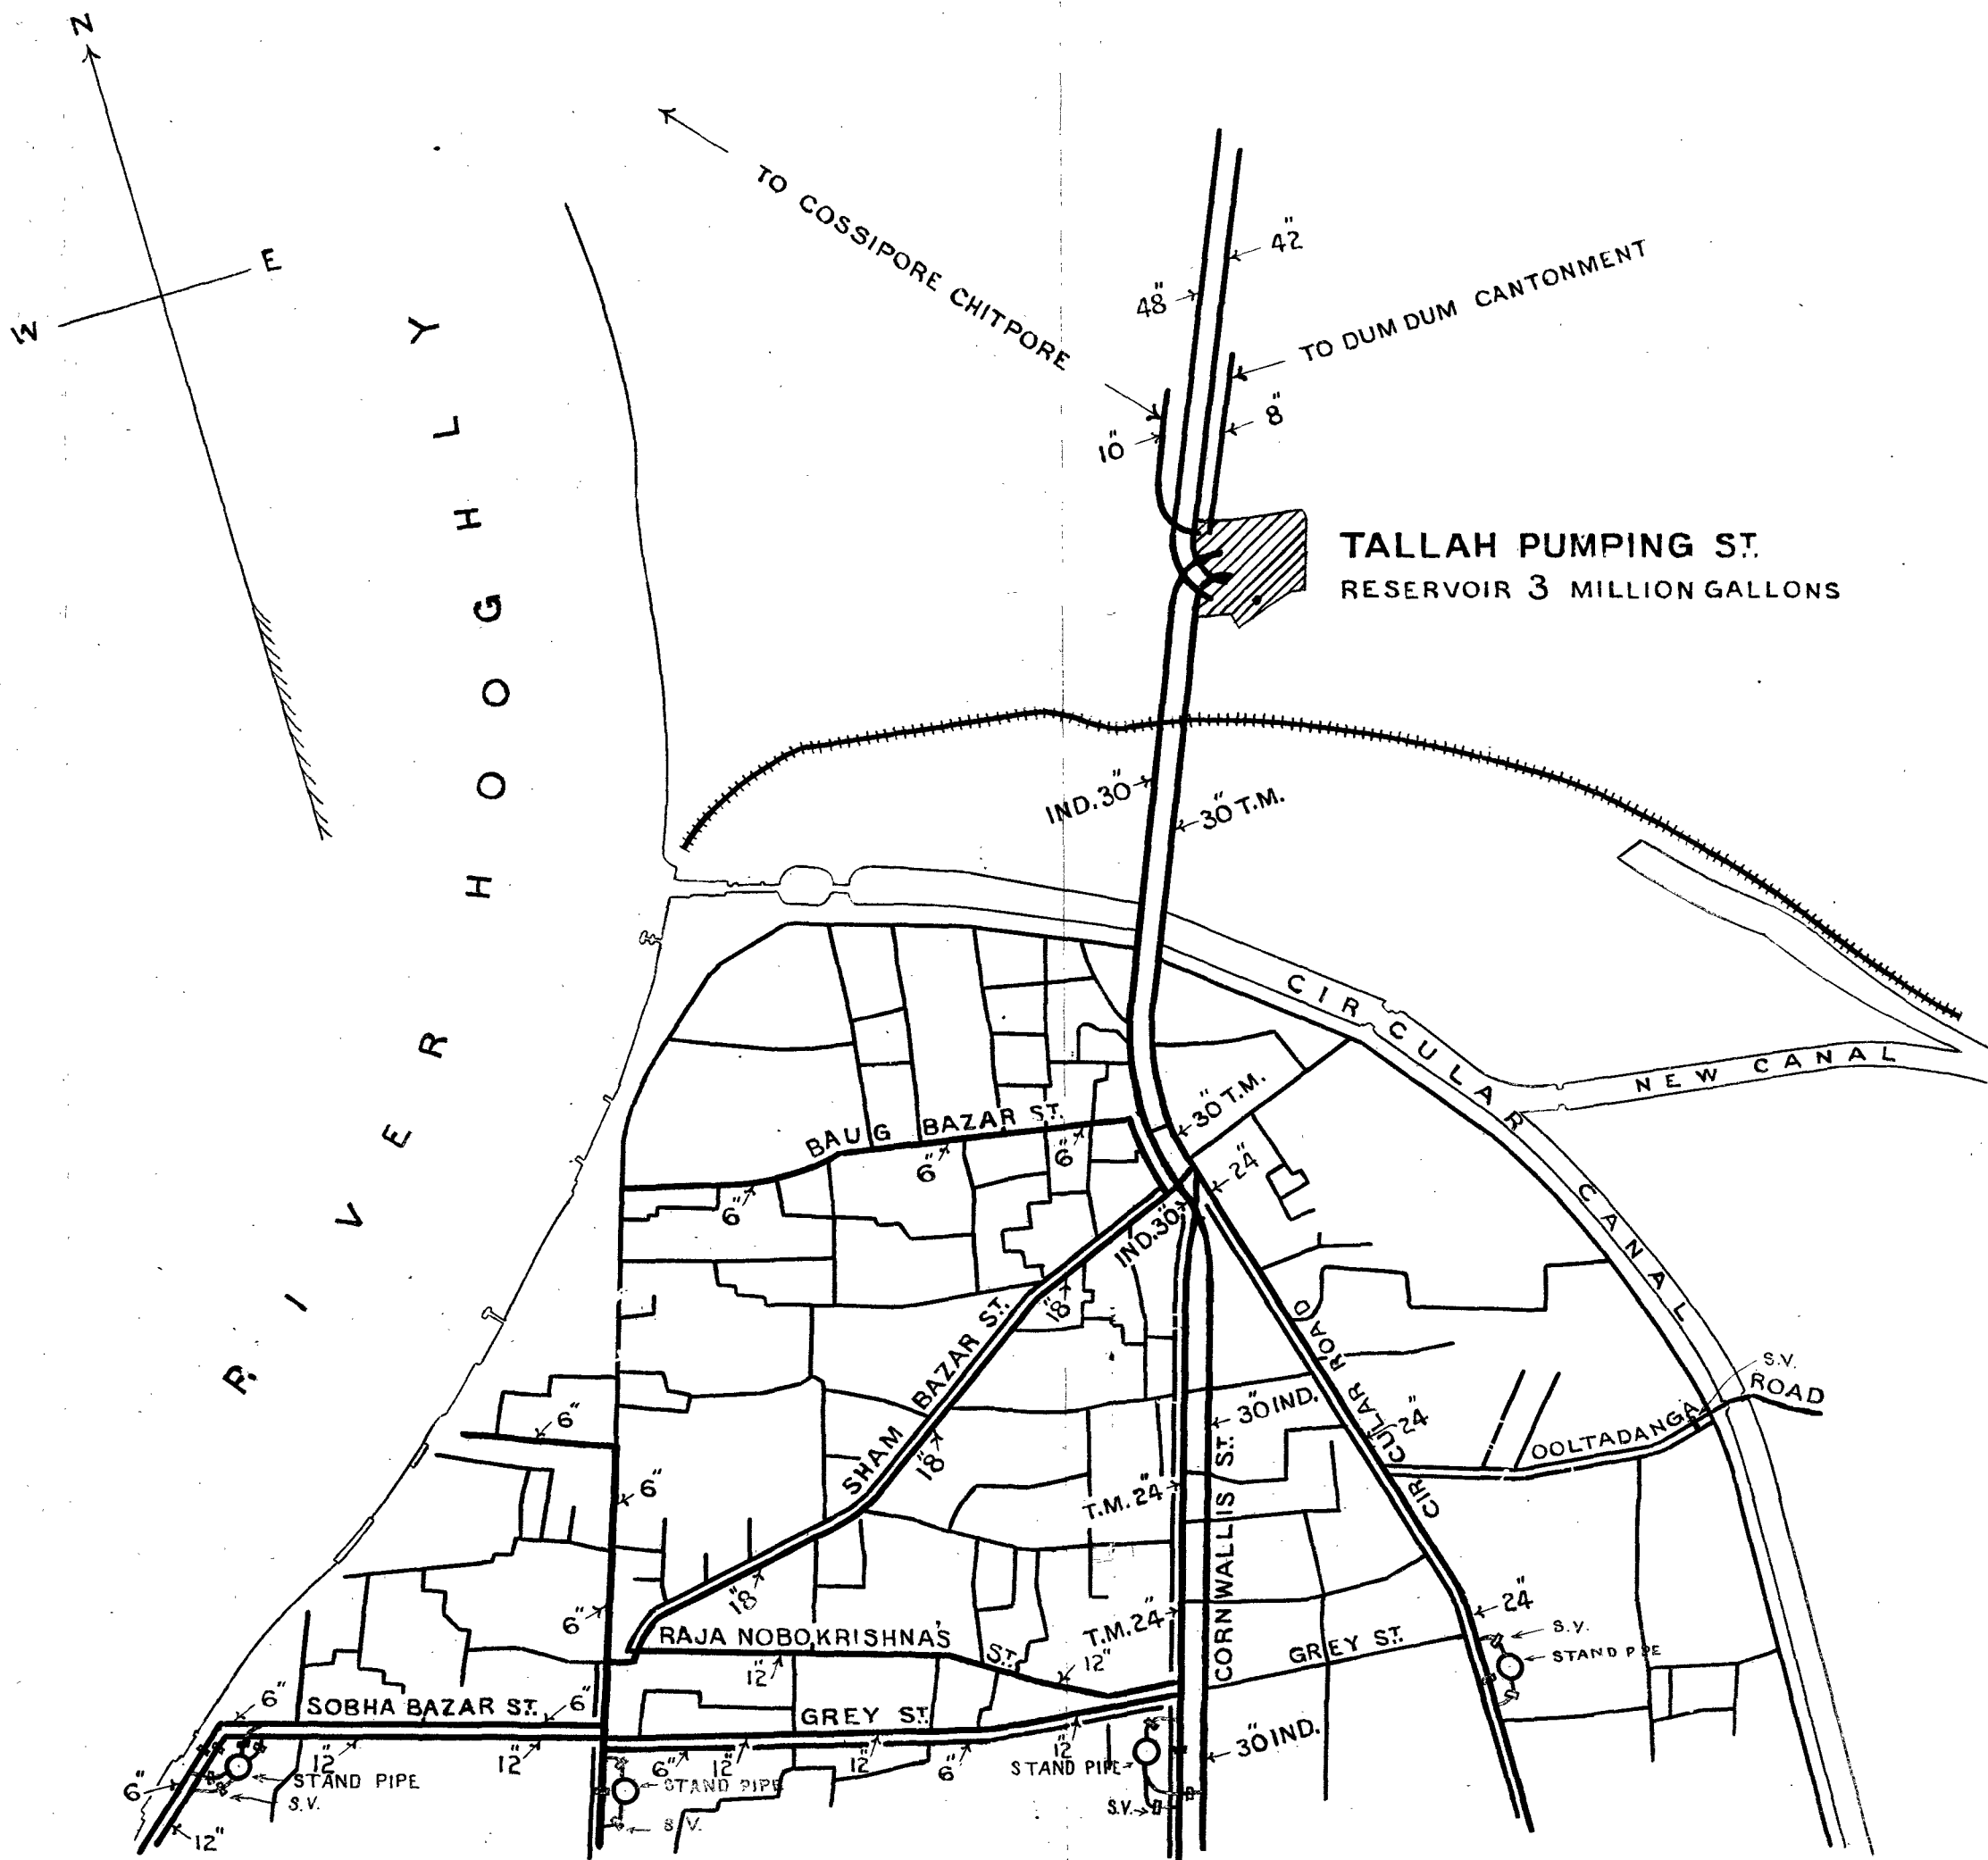 N
E
W
TO COSSIPORE CHITPORE
42"
48"
TO DUM DUM CANTONMENT
8"
10"
TALLAH PUMPING ST.
RESERVOIR 3 MILLION GALLONS
RIVER HOOGHLY
IND. 30"
30" T.M.
CIRCULAR CANAL
NEW CANAL
30" T.M.
BAUG BAZAR ST.
6"
6"
6"
24"
IND. 30"
18"
SHAM BAZAR ST.
18"
18"
CIRCULAR ROAD
S.V.
OOLTADANGA ROAD
30" IND.
24"
6"
6"
T.M. 24"
CORNWALLIS ST.
T.M. 24"
24"
6"
RAJA NOBOKRISHNA'S ST.
12"
12"
GREY ST.
S.V.
STAND PIPE
6"
SOBHA BAZAR ST.
6"
GREY ST.
30" IND.
12"
12"
6"
12"
12"
6"
12"
STAND PIPE
STAND PIPE
STAND PIPE
6"
S.V.
S.V.
S.V.
12"